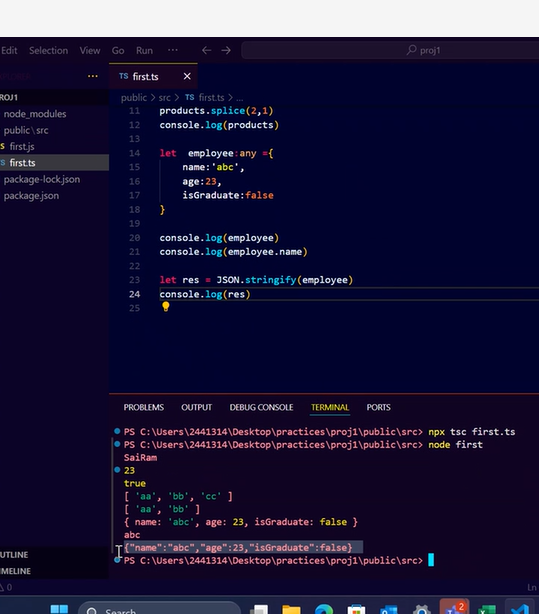 Edit Selection View Go Run ··· ← → proj1
··· TS first.ts ×
ROJ1 public > src > TS first.ts > ...
node_modules
public\src
S first.js
S first.ts
package-lock.json
package.json
11 products.splice(2,1)
12 console.log(products)
13
14 let employee:any ={
15 name:'abc',
16 age:23,
17 isGraduate:false
18 }
19
20 console.log(employee)
21 console.log(employee.name)
22
23 let res = JSON.stringify(employee)
24 console.log(res)
25
PROBLEMS OUTPUT DEBUG CONSOLE TERMINAL PORTS
PS C:\Users\2441314\Desktop\practices\proj1\public\src> npx tsc first.ts
PS C:\Users\2441314\Desktop\practices\proj1\public\src> node first
SaiRam
23
true
[ 'aa', 'bb', 'cc' ]
[ 'aa', 'bb' ]
{ name: 'abc', age: 23, isGraduate: false }
abc
{"name":"abc","age":23,"isGraduate":false}
PS C:\Users\2441314\Desktop\practices\proj1\public\src>
UTLINE
IMELINE
0 Ln
Search 2